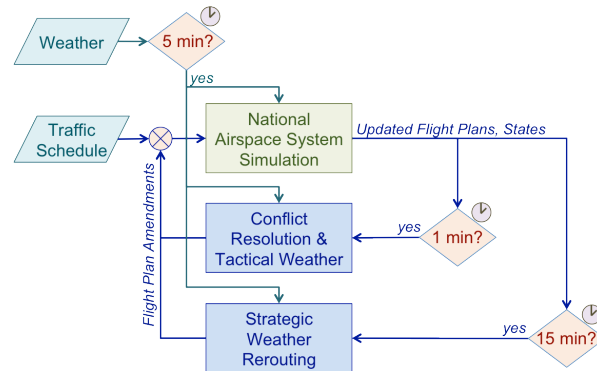 Weather
5 min?
yes
Traffic
Schedule
National
Airspace System
Simulation
Updated Flight Plans, States
Flight Plan Amendments
Conflict
Resolution &
Tactical Weather
yes
1 min?
Strategic
Weather
Rerouting
yes
15 min?